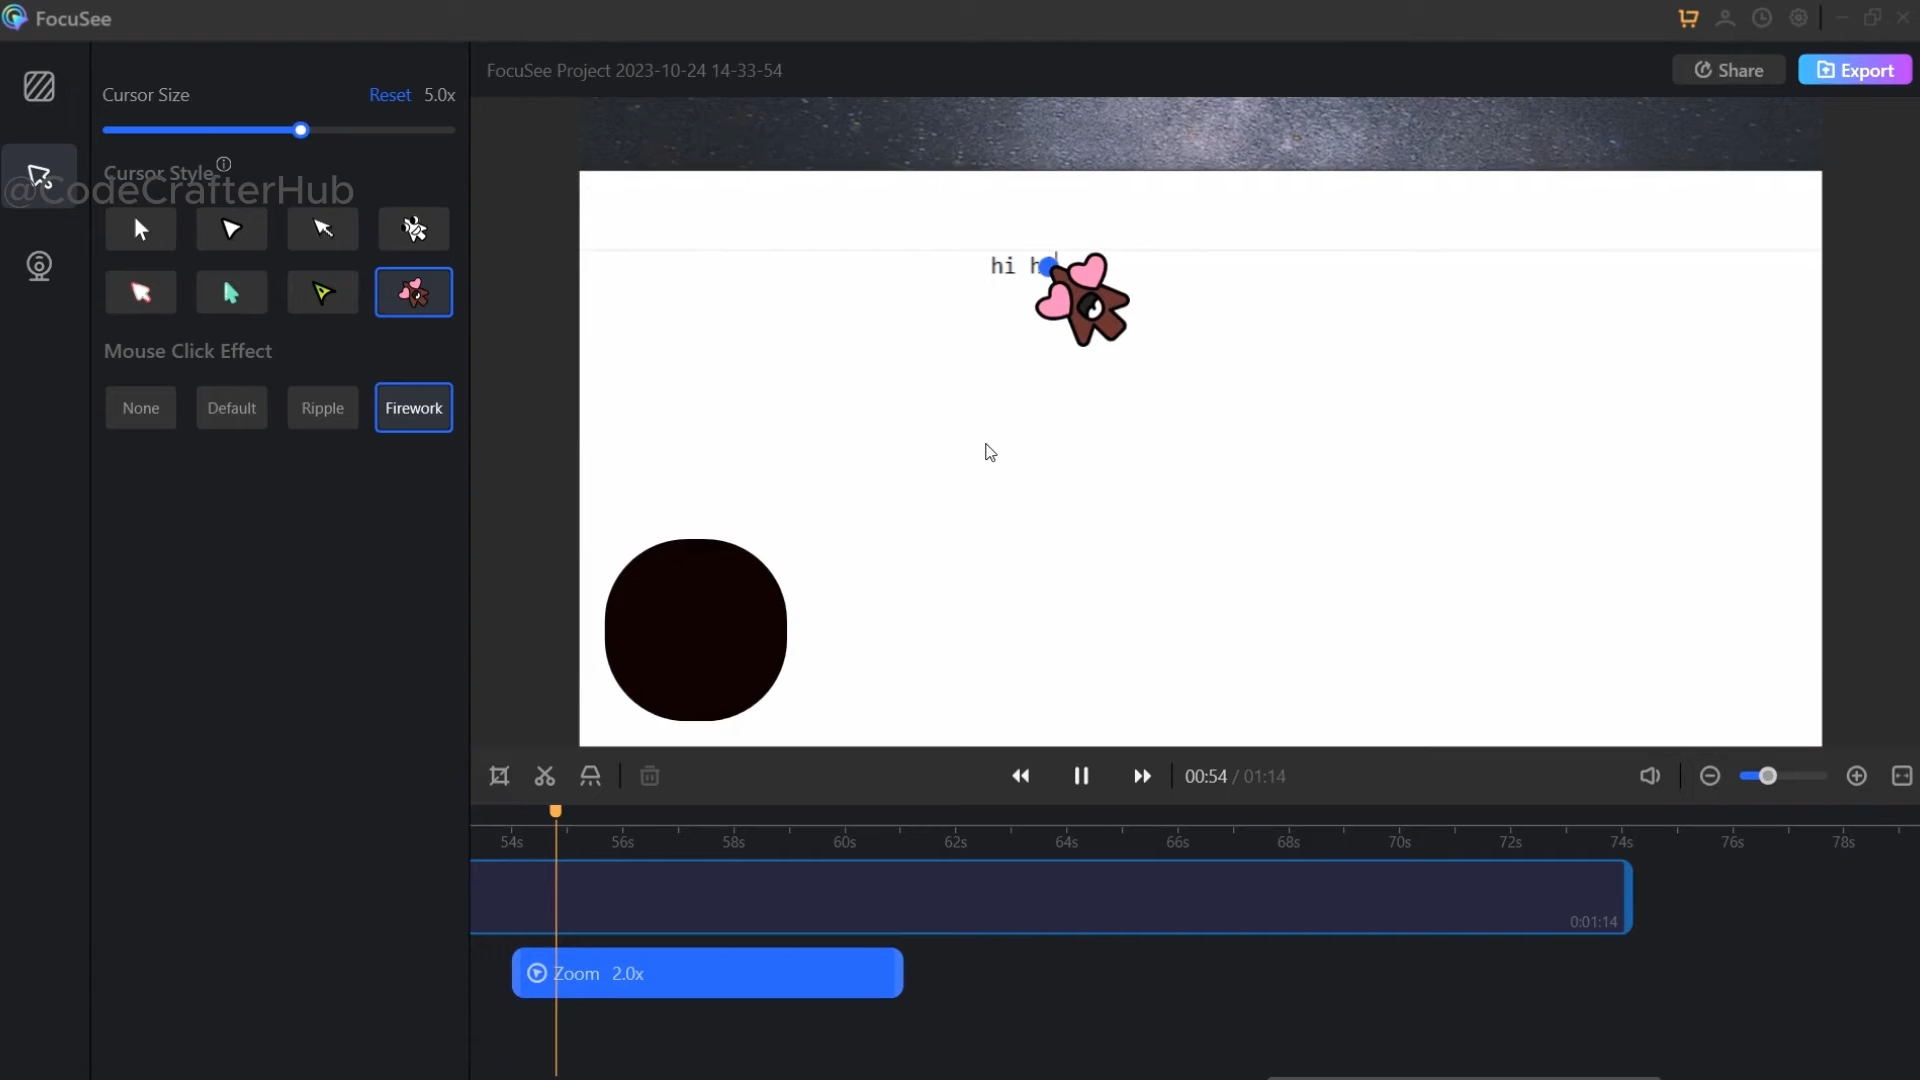 FocuSee
FocuSee Project 2023-10-24 14-33-54
Share
Export
Cursor Size
Reset 5.0x
Cursor Style
@CodeCrafterHub
Mouse Click Effect
None
Default
Ripple
Firework
hi
00:54 / 01:14
54s
56s
58s
60s
62s
64s
66s
68s
70s
72s
74s
76s
78s
0:01:14
Zoom 2.0x